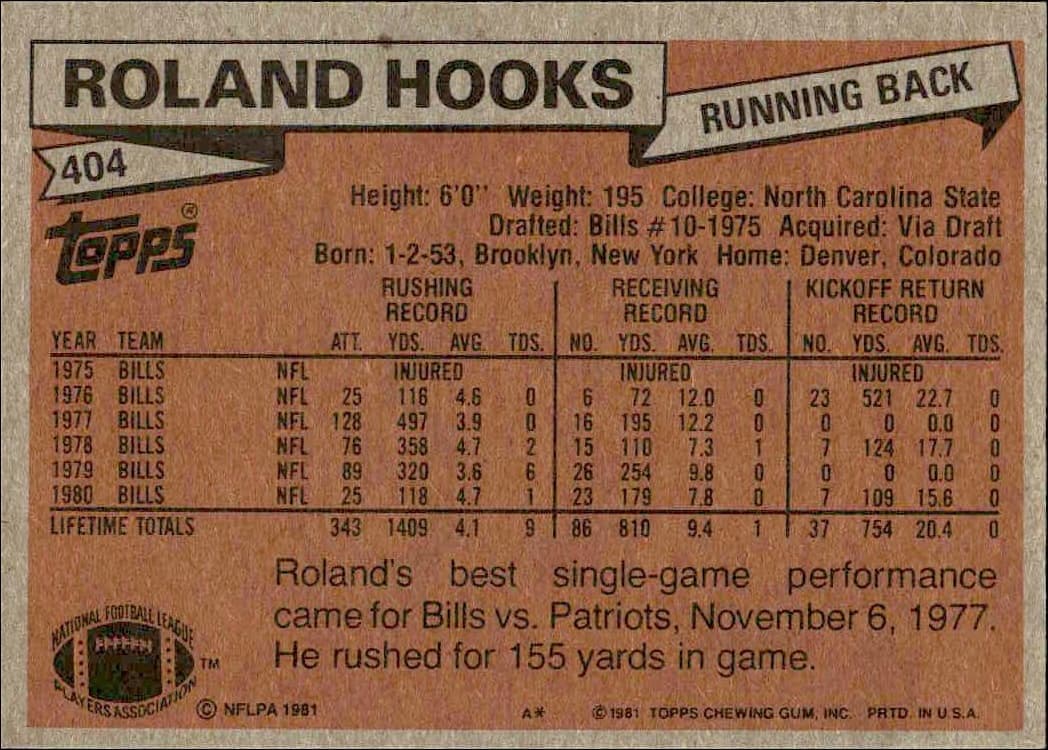 ROLAND HOOKS
RUNNING BACK
404
TOPPS®
Height: 6'0" Weight: 195 College: North Carolina State
Drafted: Bills #10-1975 Acquired: Via Draft
Born: 1-2-53, Brooklyn, New York Home: Denver, Colorado
RUSHING RECORD RECEIVING RECORD KICKOFF RETURN RECORD
YEAR TEAM ATT. YDS. AVG. TDS. NO. YDS. AVG. TDS. NO. YDS. AVG. TDS.
1975 BILLS NFL INJURED INJURED INJURED
1976 BILLS NFL 25 116 4.6 0 6 72 12.0 0 23 521 22.7 0
1977 BILLS NFL 128 497 3.9 0 16 195 12.2 0 0 0 0.0 0
1978 BILLS NFL 76 358 4.7 2 15 110 7.3 1 7 124 17.7 0
1979 BILLS NFL 89 320 3.6 6 26 254 9.8 0 0 0 0.0 0
1980 BILLS NFL 25 118 4.7 1 23 179 7.8 0 7 109 15.6 0
LIFETIME TOTALS 343 1409 4.1 9 86 810 9.4 1 37 754 20.4 0
Roland's best single-game performance
came for Bills vs. Patriots, November 6, 1977.
He rushed for 155 yards in game.
NATIONAL FOOTBALL LEAGUE
PLAYERS ASSOCIATION
TM
© NFLPA 1981
A* © 1981 TOPPS CHEWING GUM, INC. PRTD. IN U.S.A.